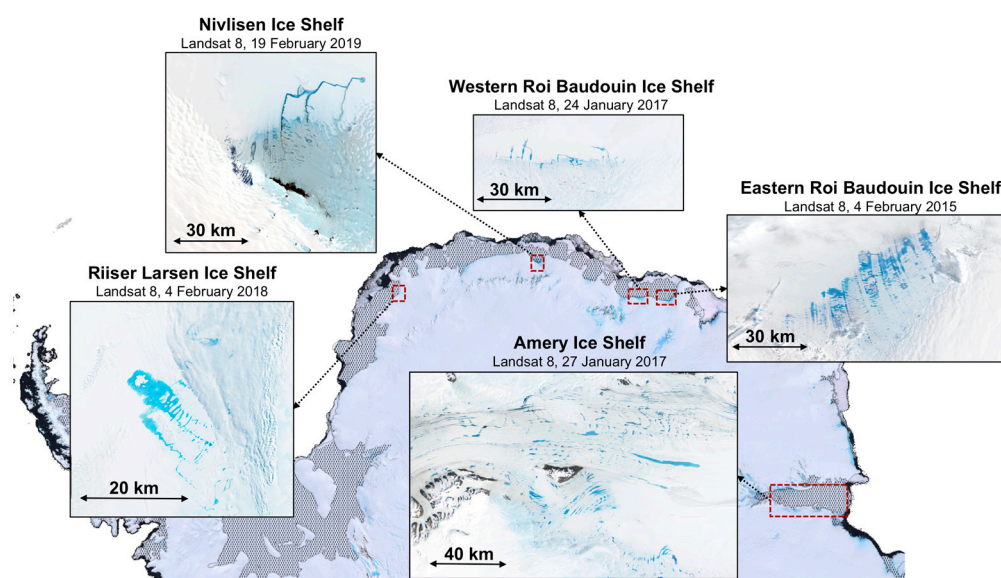 Nivlisen Ice Shelf
Landsat 8, 19 February 2019
30 km
Western Roi Baudouin Ice Shelf
Landsat 8, 24 January 2017
30 km
Eastern Roi Baudouin Ice Shelf
Landsat 8, 4 February 2015
30 km
Riiser Larsen Ice Shelf
Landsat 8, 4 February 2018
20 km
Amery Ice Shelf
Landsat 8, 27 January 2017
40 km